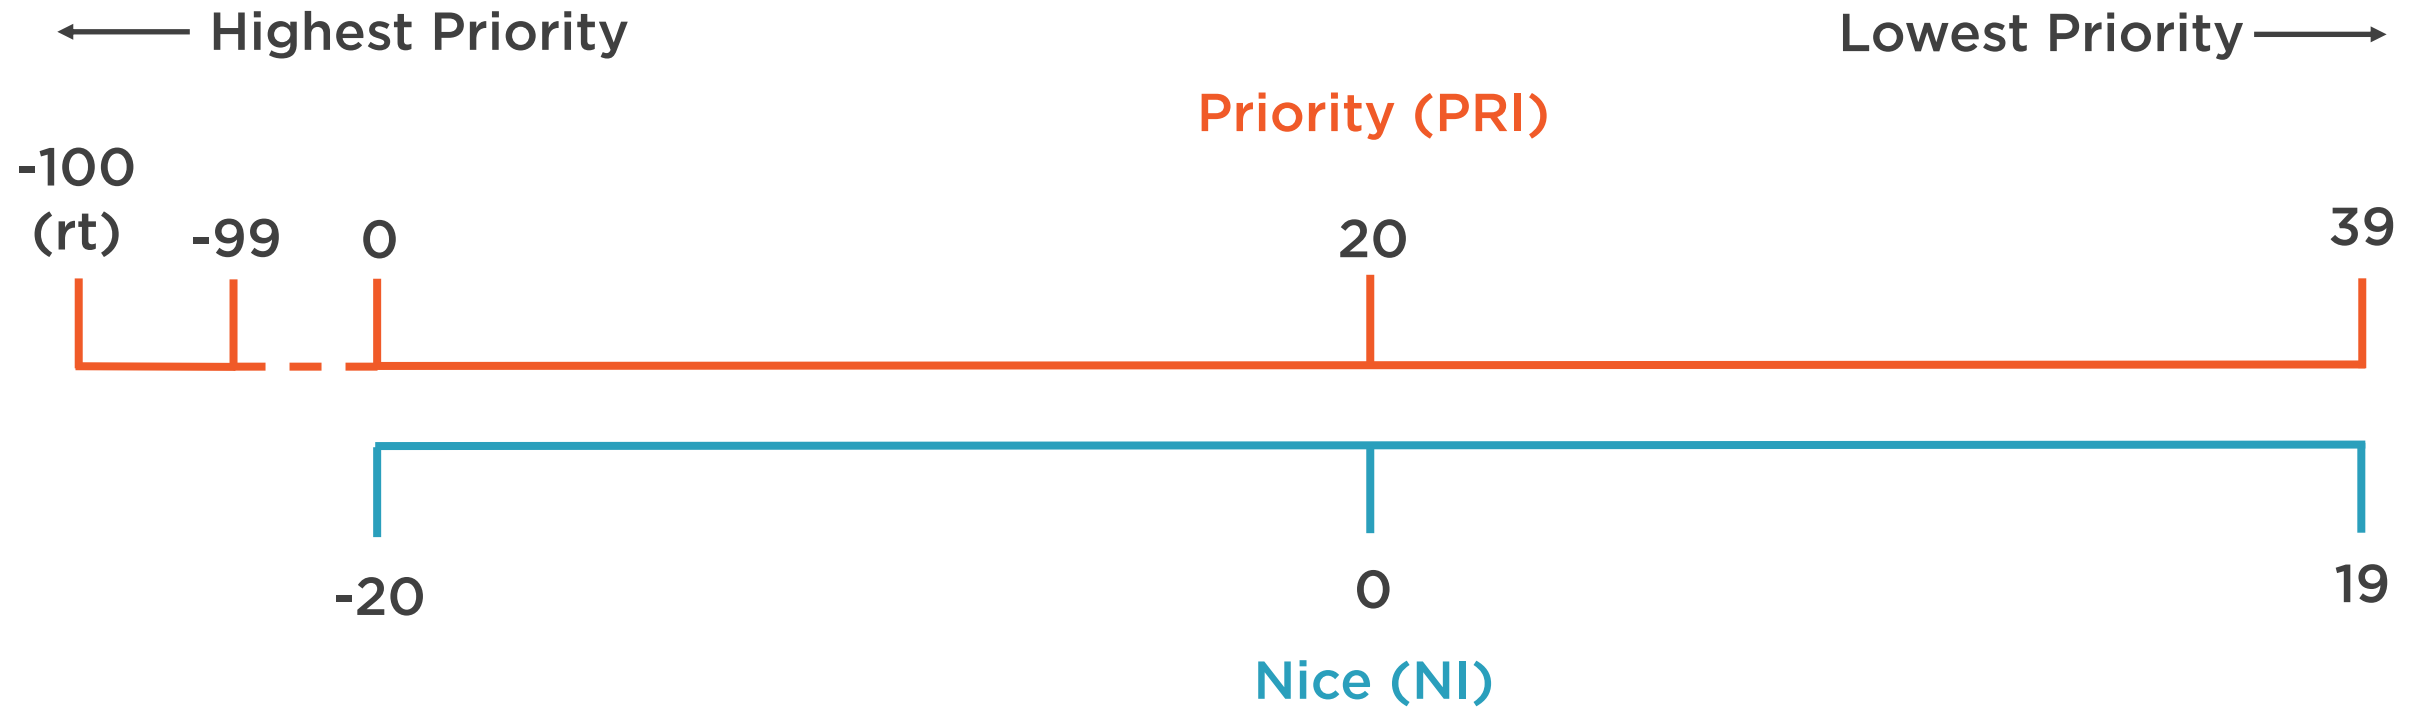 Highest Priority
Lowest Priority
Priority (PRI)
-100
(rt)
-99
0
20
39
-20
0
19
Nice (NI)